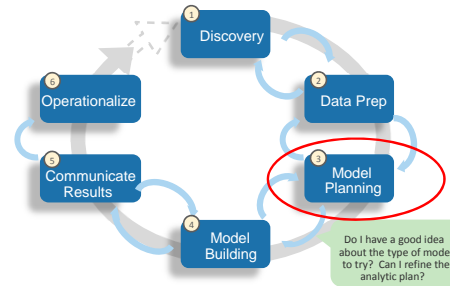 1
Discovery
2
Data Prep
3
Model
Planning
4
Model
Building
5
Communicate
Results
6
Operationalize
Do I have a good idea
about the type of model
to try? Can I refine the
analytic plan?